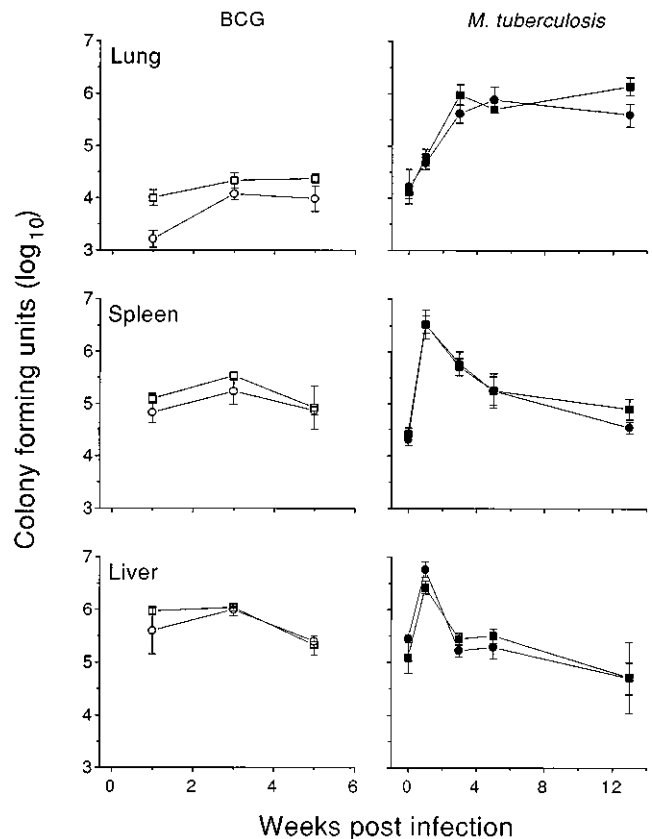 BCG
M. tuberculosis
Lung
7
6
5
4
3
Spleen
7
6
5
4
3
Liver
7
6
5
4
3
0 2 4 6
0 4 8 12
Colony forming units (log10)
Weeks post infection